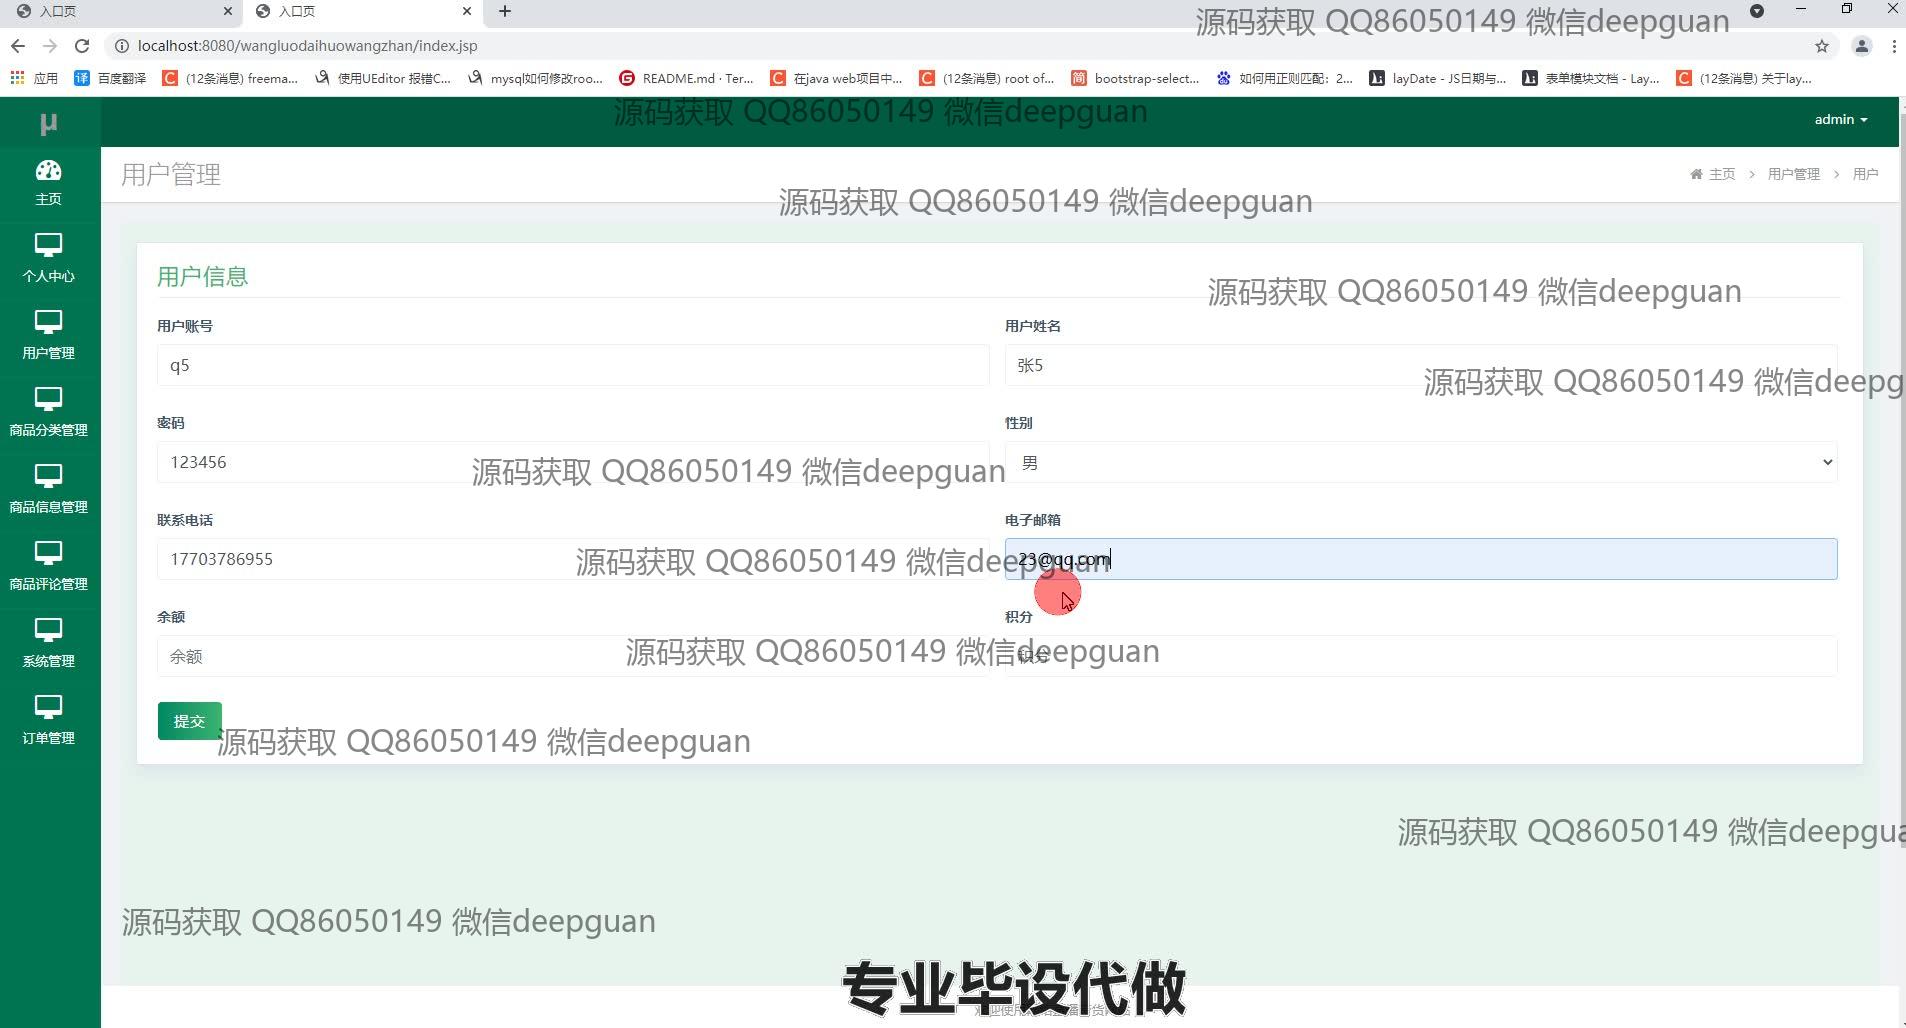 入口页
入口页
源码获取 QQ86050149 微信deepguan
localhost:8080/wangluodaihuowangzhan/index.jsp
应用
百度翻译
(12条消息) freema...
使用UEditor 报错C...
mysql如何修改roo...
README.md · Ter...
在java web项目中...
(12条消息) root of...
bootstrap-select...
如何用正则匹配：2...
layDate - JS日期与...
表单模块文档 - Lay...
(12条消息) 关于lay...
μ
源码获取 QQ86050149 微信deepguan
admin
用户管理
主页 > 用户管理 > 用户
主页
源码获取 QQ86050149 微信deepguan
个人中心
用户信息
源码获取 QQ86050149 微信deepguan
用户账号
用户姓名
用户管理
q5
张5
源码获取 QQ86050149 微信deepg
密码
性别
商品分类管理
123456
男
源码获取 QQ86050149 微信deepguan
商品信息管理
联系电话
电子邮箱
17703786955
23@qq.com
源码获取 QQ86050149 微信deepguan
商品评论管理
余额
积分
余额
积分
源码获取 QQ86050149 微信deepguan
系统管理
提交
订单管理
源码获取 QQ86050149 微信deepguan
源码获取 QQ86050149 微信deepgua
源码获取 QQ86050149 微信deepguan
专业毕设代做